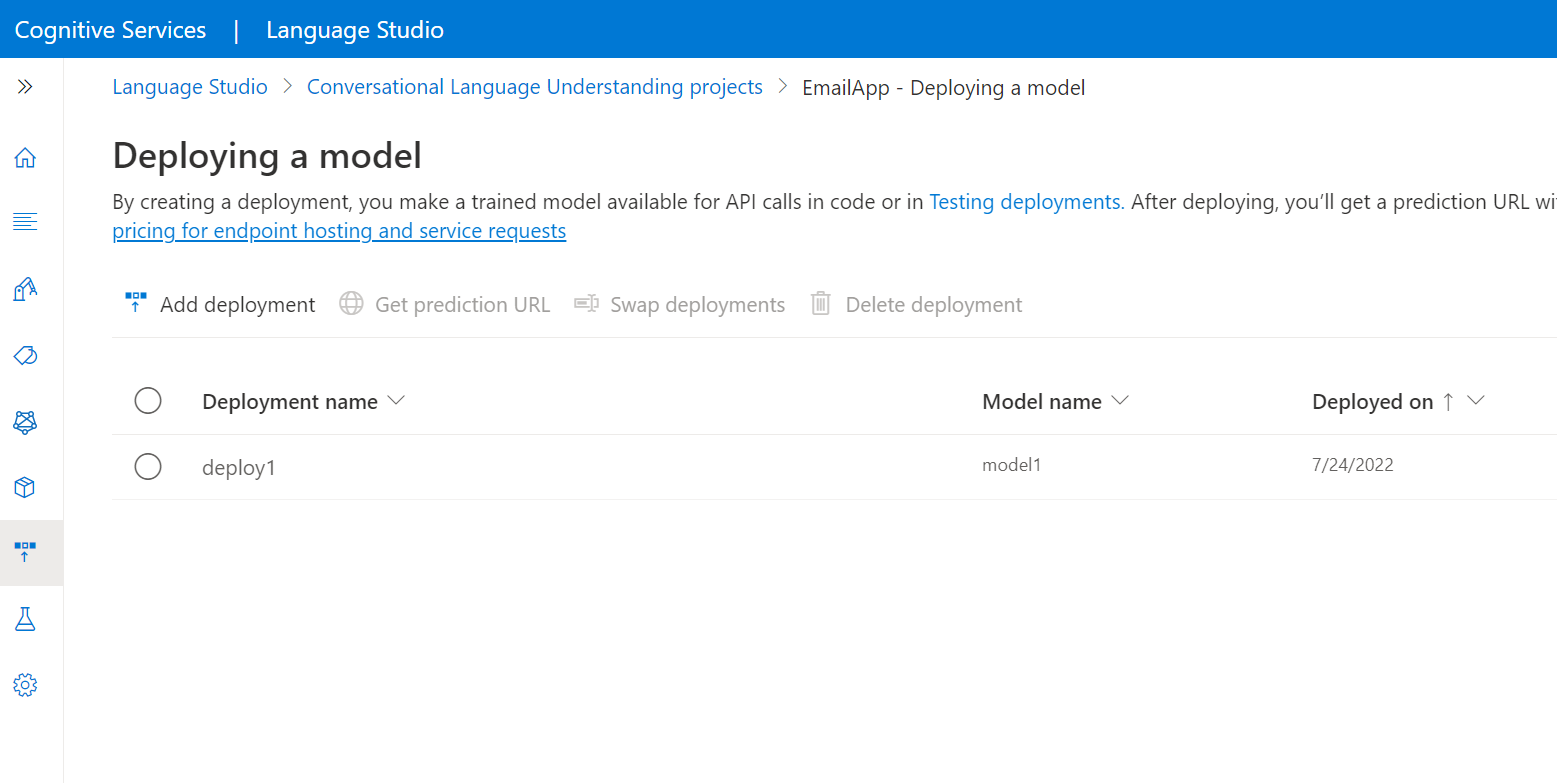 Cognitive Services | Language Studio
Language Studio > Conversational Language Understanding projects > EmailApp - Deploying a model
Deploying a model
By creating a deployment, you make a trained model available for API calls in code or in Testing deployments. After deploying, you’ll get a prediction URL
pricing for endpoint hosting and service requests
Add deployment Get prediction URL Swap deployments Delete deployment
Deployment name Model name Deployed on ↑
deploy1 model1 7/24/2022